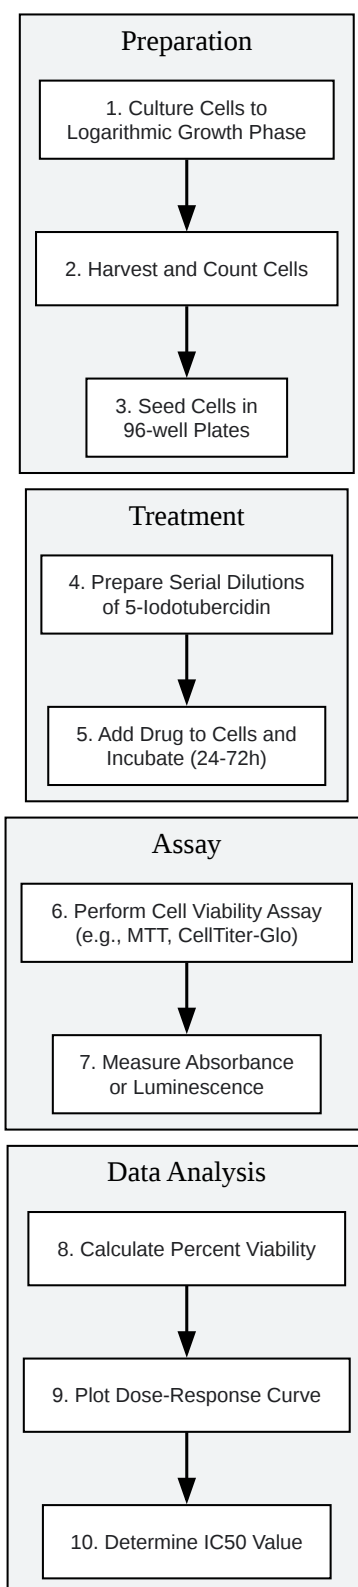 Preparation
1. Culture Cells to
Logarithmic Growth Phase
2. Harvest and Count Cells
3. Seed Cells in
96-well Plates
Treatment
4. Prepare Serial Dilutions
of 5-Iodotubercidin
5. Add Drug to Cells and
Incubate (24-72h)
Assay
6. Perform Cell Viability Assay
(e.g., MTT, CellTiter-Glo)
7. Measure Absorbance
or Luminescence
Data Analysis
8. Calculate Percent Viability
9. Plot Dose-Response Curve
10. Determine IC50 Value